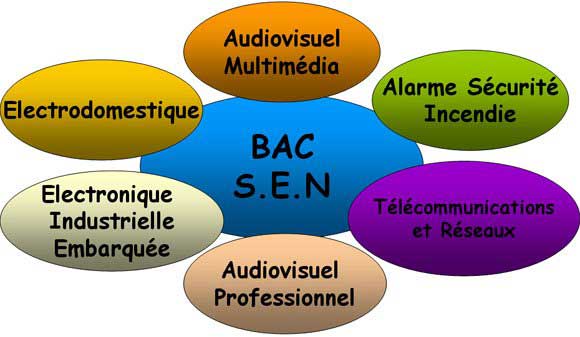 Audiovisuel
Multimédia
Alarme Sécurité
Incendie
Electrodomestique
BAC
S.E.N
Electronique
Industrielle
Embarquée
Télécommunications
et Réseaux
Audiovisuel
Professionnel